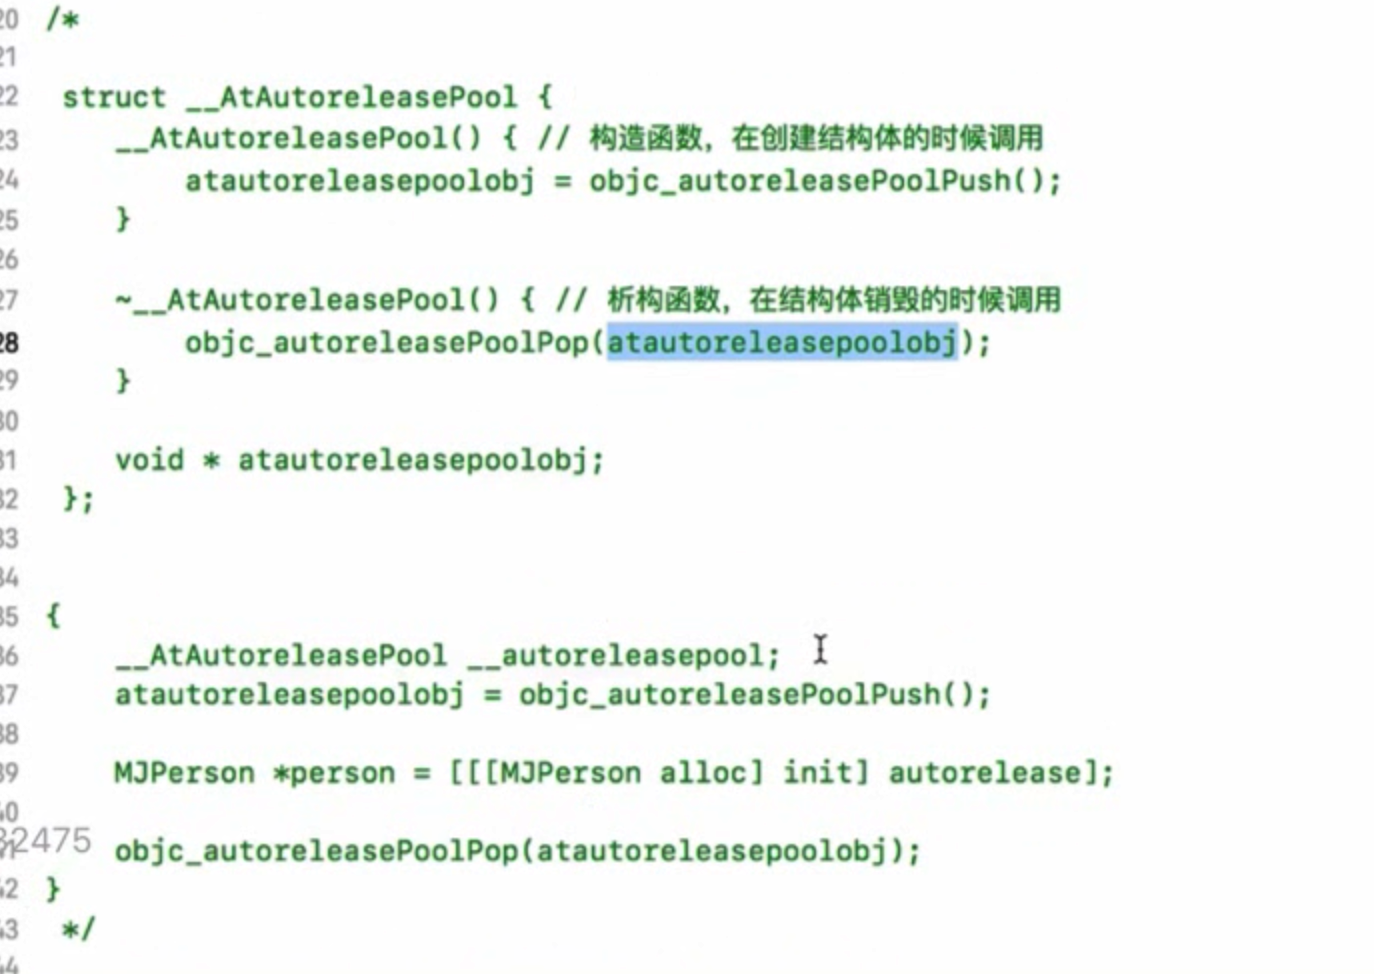 20 /*
21
22 struct __AtAutoreleasePool {
23 __AtAutoreleasePool() { // 构造函数，在创建结构体的时候调用
24 atautoreleasepoolobj = objc_autoreleasePoolPush();
25 }
26
27 ~__AtAutoreleasePool() { // 析构函数，在结构体销毁的时候调用
28 objc_autoreleasePoolPop(atautoreleasepoolobj);
29 }
30
31 void * atautoreleasepoolobj;
32 };
33
34
35 {
36 __AtAutoreleasePool __autoreleasepool;
37 atautoreleasepoolobj = objc_autoreleasePoolPush();
38
39 MJPerson *person = [[[MJPerson alloc] init] autorelease];
40
41 objc_autoreleasePoolPop(atautoreleasepoolobj);
42 }
43 */
44